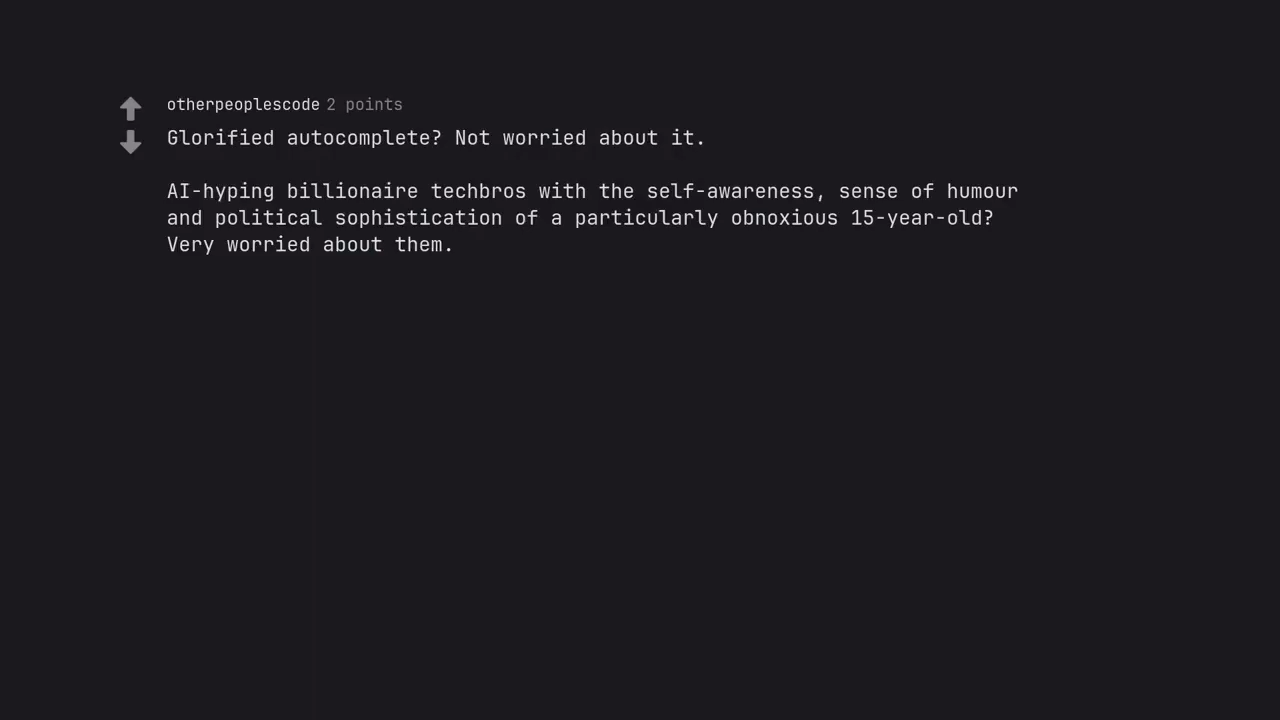 otherpeoplescode 2 points
Glorified autocomplete? Not worried about it.
AI-hyping billionaire techbros with the self-awareness, sense of humour
and political sophistication of a particularly obnoxious 15-year-old?
Very worried about them.